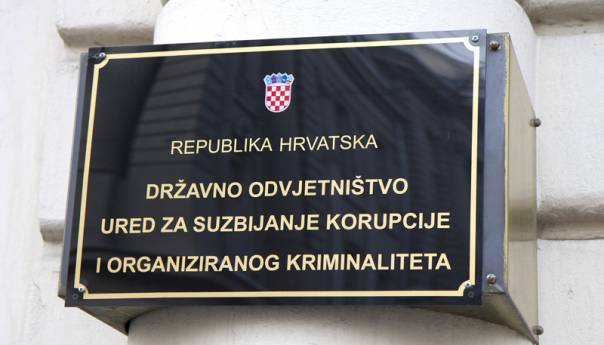 REPUBLIKA HRVATSKA
DRŽAVNO ODVJETNIŠTVO
URED ZA SUZBIJANJE KORUPCIJE
I ORGANIZIRANOG KRIMINALITETA